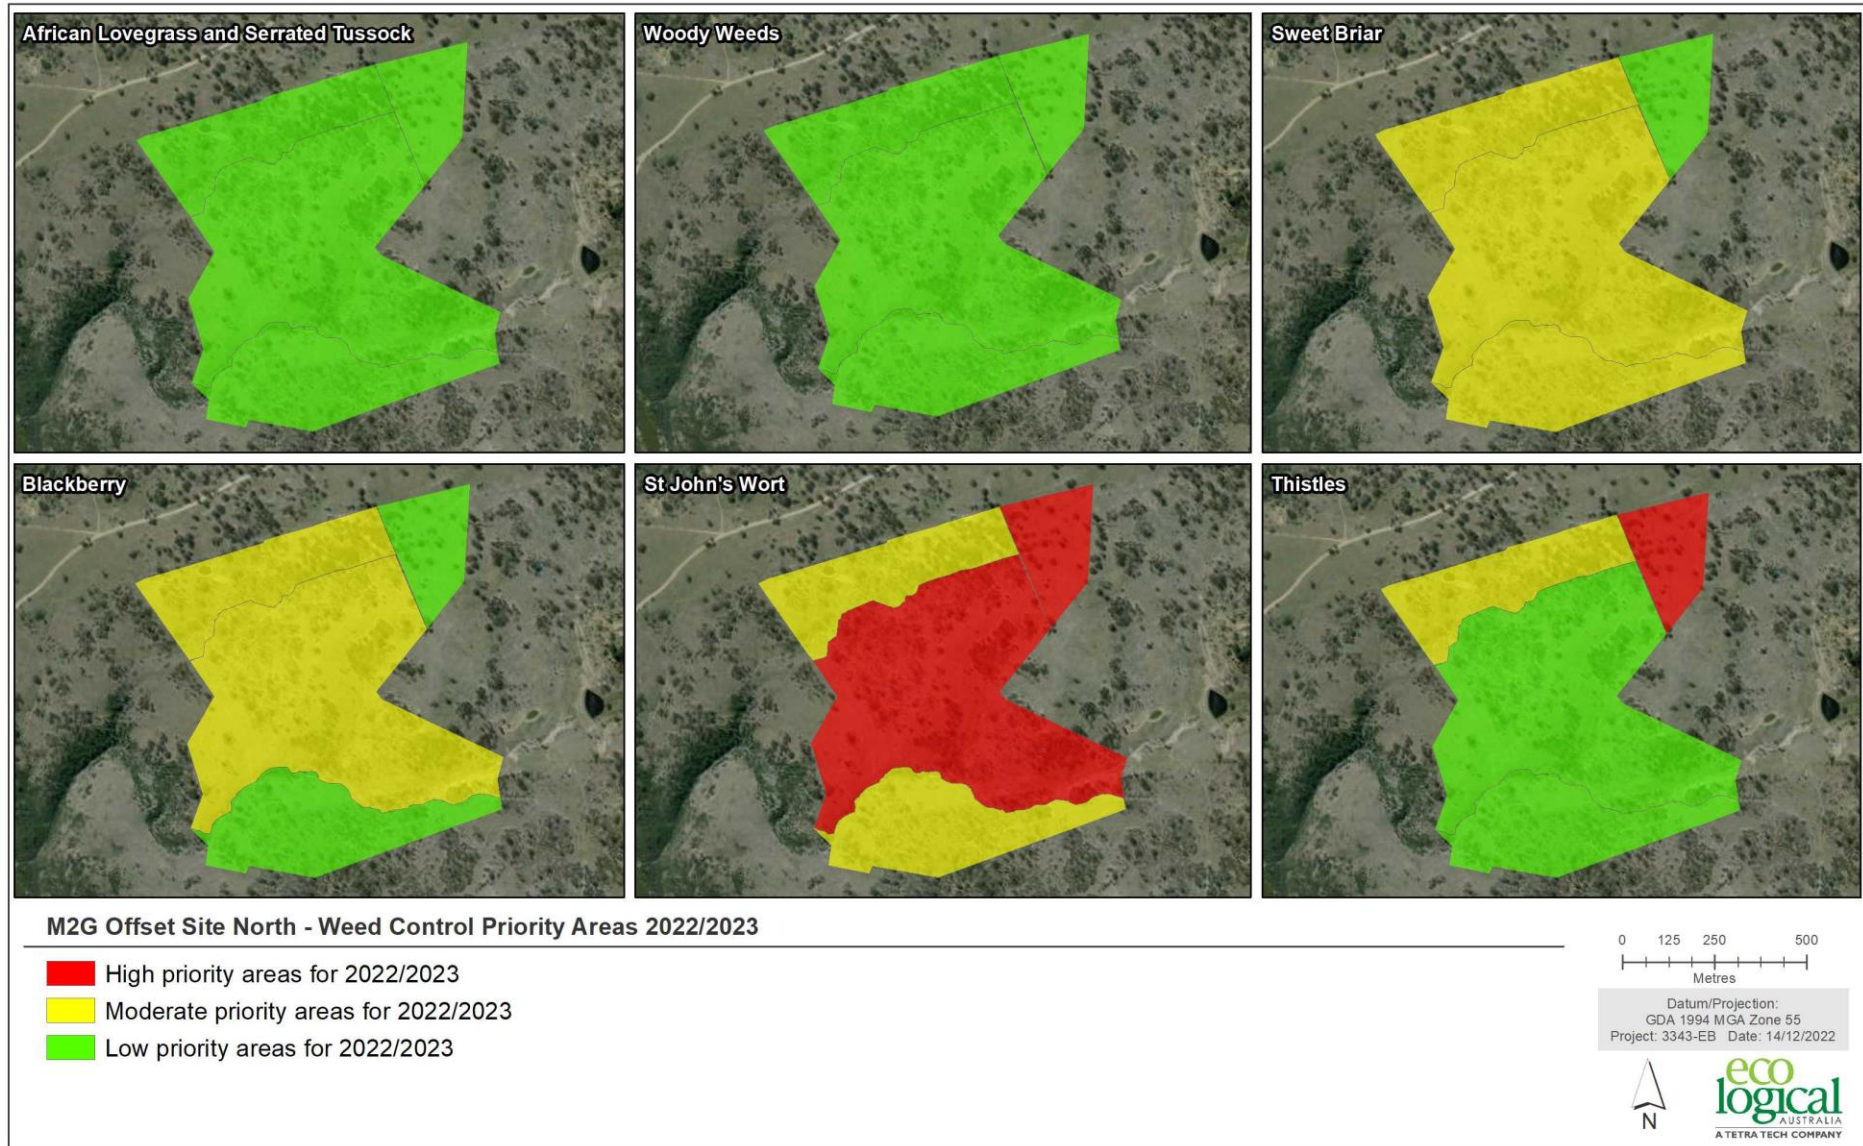 African Lovegrass and Serrated Tussock
Woody Weeds
Sweet Briar
Blackberry
St John's Wort
Thistles
M2G Offset Site North - Weed Control Priority Areas 2022/2023
High priority areas for 2022/2023
Moderate priority areas for 2022/2023
Low priority areas for 2022/2023
0 125 250 500
Metres
Datum/Projection:
GDA 1994 MGA Zone 55
Project: 3343-EB Date: 14/12/2022
N
eco
logical
AUSTRALIA
A TETRA TECH COMPANY